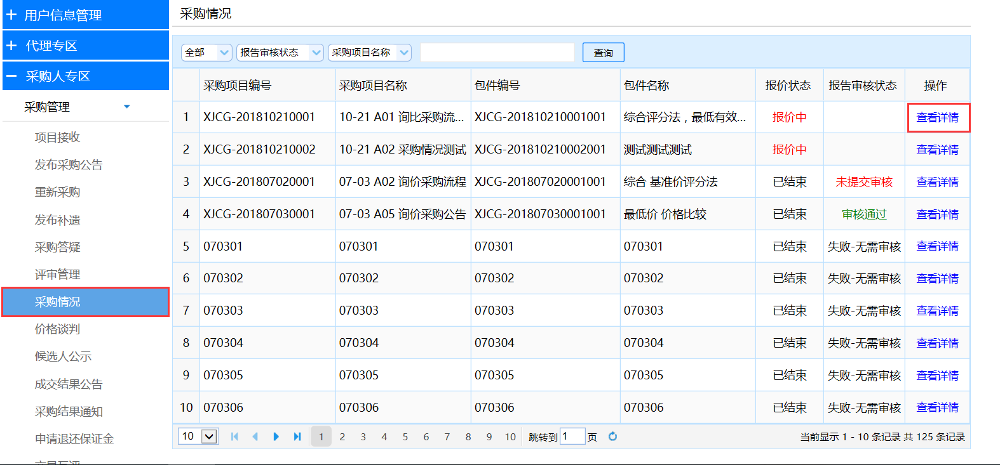 用户信息管理
代理专区
采购人专区
采购管理
项目接收
发布采购公告
重新采购
发布补遗
采购答疑
评审管理
采购情况
价格谈判
候选人公示
成交结果公告
采购结果通知
申请退还保证金
采购情况
全部 报告审核状态 采购项目名称 查询
采购项目编号 采购项目名称 包件编号 包件名称 报价状态 报告审核状态 操作
1 XJCG-201810210001 10-21 A01 询比采购流... XJCG-201810210001001 综合评分法，最低有效... 报价中 查看详情
2 XJCG-201810210002 10-21 A02 采购情况测试 XJCG-201810210002001 测试测试测试 报价中 查看详情
3 XJCG-201807020001 07-03 A02 询价采购流程 XJCG-201807020001001 综合 基准价评分法 已结束 未提交审核 查看详情
4 XJCG-201807030001 07-03 A05 询价采购公告 XJCG-201807030001001 最低价 价格比较 已结束 审核通过 查看详情
5 070301 070301 070301 070301 已结束 失败-无需审核 查看详情
6 070302 070302 070302 070302 已结束 失败-无需审核 查看详情
7 070303 070303 070303 070303 已结束 失败-无需审核 查看详情
8 070304 070304 070304 070304 已结束 失败-无需审核 查看详情
9 070305 070305 070305 070305 已结束 失败-无需审核 查看详情
10 070306 070306 070306 070306 已结束 失败-无需审核 查看详情
10 1 2 3 4 5 6 7 8 9 10 跳转到 1 页 当前显示 1 - 10 条记录 共 125 条记录